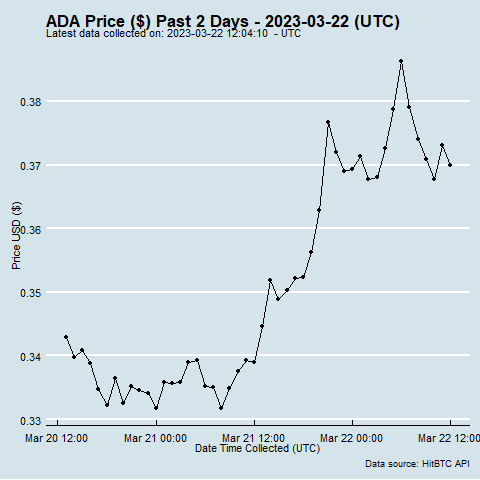 ADA Price ($) Past 2 Days - 2023-03-22 (UTC)
Latest data collected on: 2023-03-22 12:04:10  - UTC
0.38
0.37
0.36
0.35
0.34
0.33
Price USD ($)
Mar 20 12:00 Mar 21 00:00 Mar 21 12:00 Mar 22 00:00 Mar 22 12:00
Date Time Collected (UTC)
Data source: HitBTC API